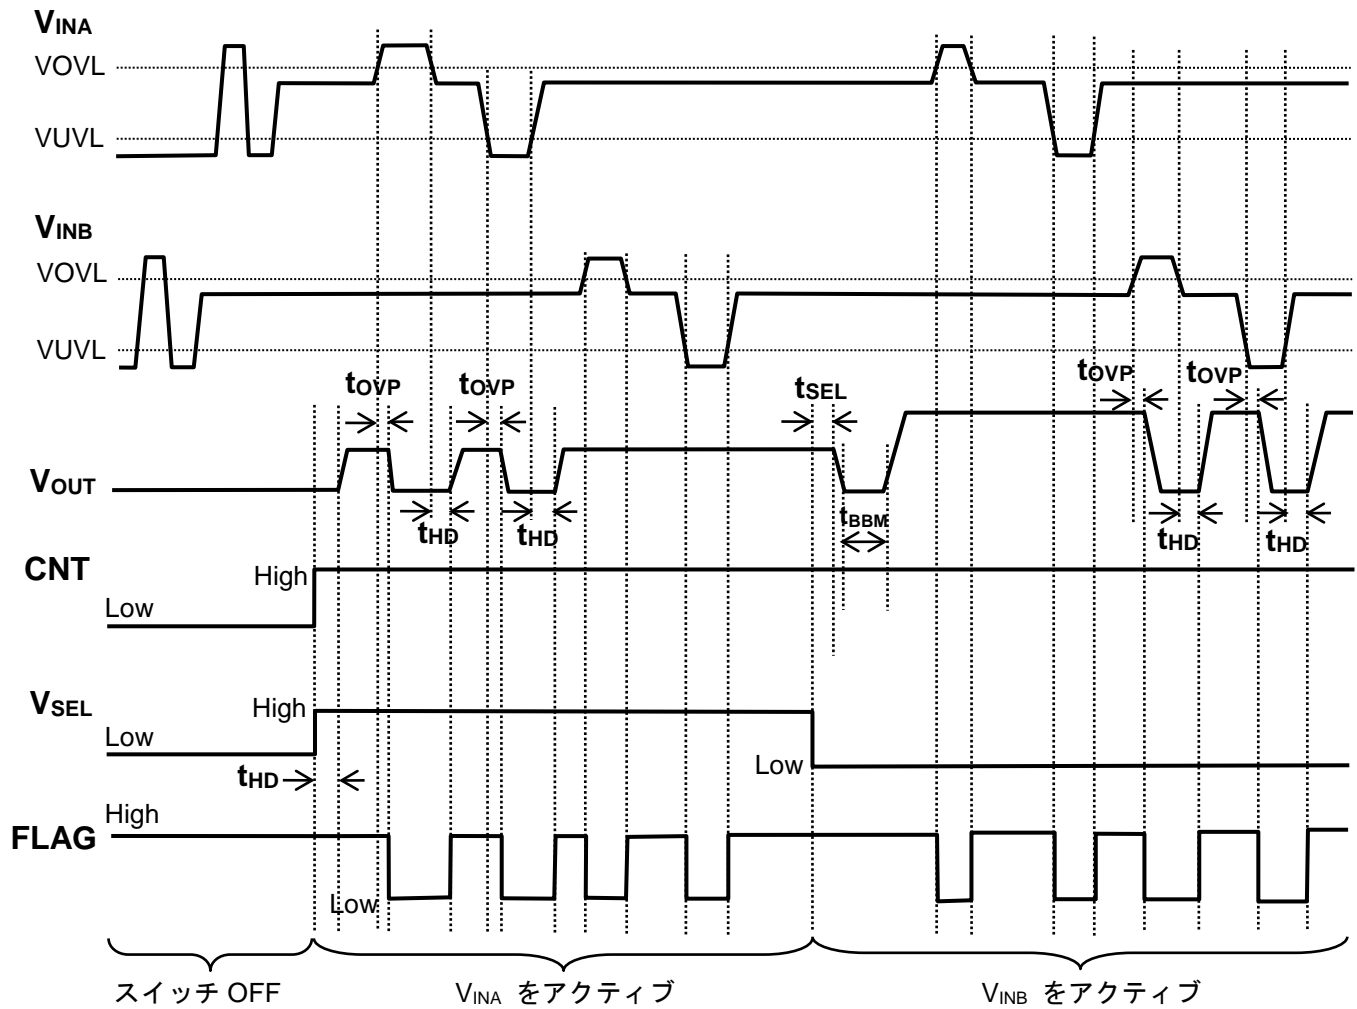 VINA
VOVL
VUVL
VINB
VOVL
VUVL
tOVP
tOVP
tSEL
tOVP
tOVP
VOUT
tHD
tHD
tBBM
tHD
tHD
CNT
High
Low
VSEL
High
Low
Low
tHD
High
FLAG
Low
スイッチ OFF
VINA をアクティブ
VINB をアクティブ